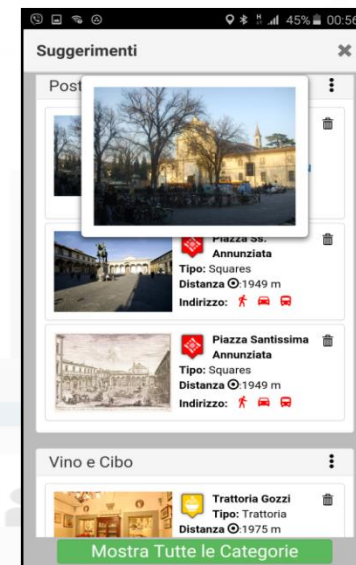 45% 00:56
Suggerimenti
Post
Piazza Ss.
Annunziata
Tipo: Squares
Distanza :1949 m
Indirizzo:
Piazza Santissima
Annunziata
Tipo: Squares
Distanza :1949 m
Indirizzo:
Vino e Cibo
Trattoria Gozzi
Tipo: Trattoria
Distanza :1975 m
Mostra Tutte le Categorie